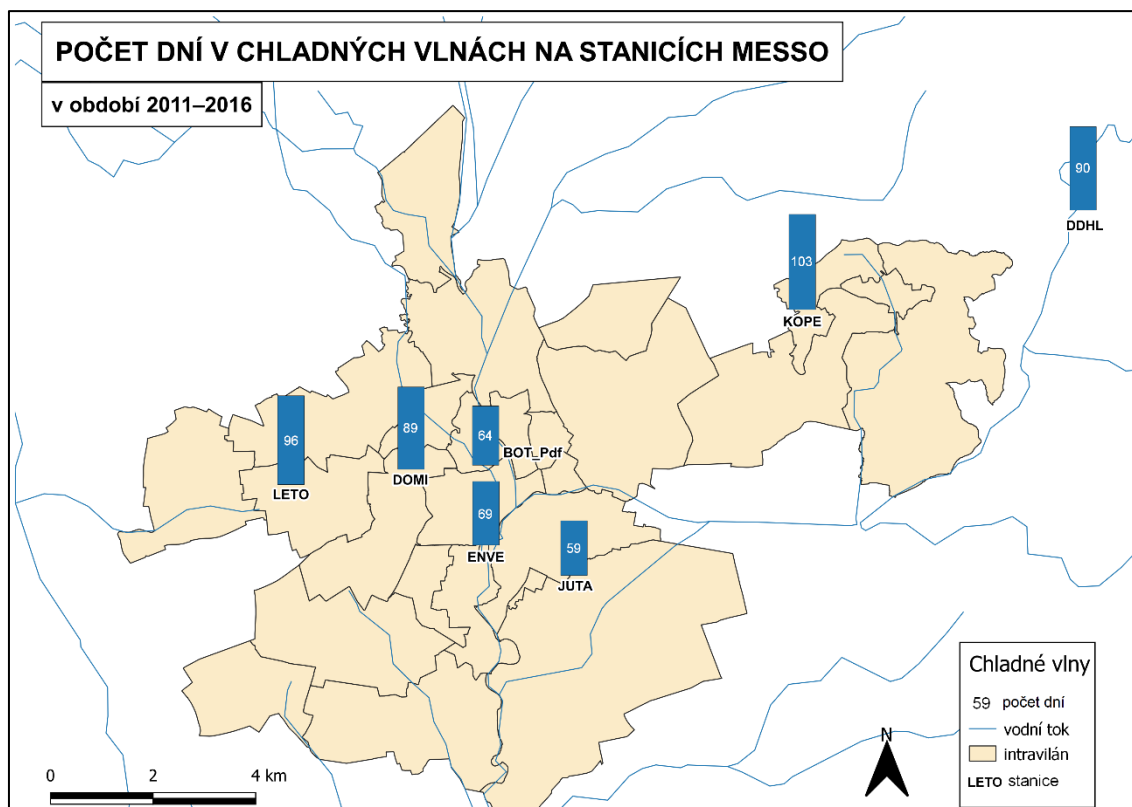 POČET DNÍ V CHLADNÝCH VLNÁCH NA STANICÍCH MESSO
v období 2011–2016
90
DDHL
103
KOPE
96
LETO
89
DOMI
64
BOT_Pdf
69
ENVE
59
JUTA
Chladné vlny
59 počet dní
vodní tok
intravilán
LETO stanice
N
0 2 4 km